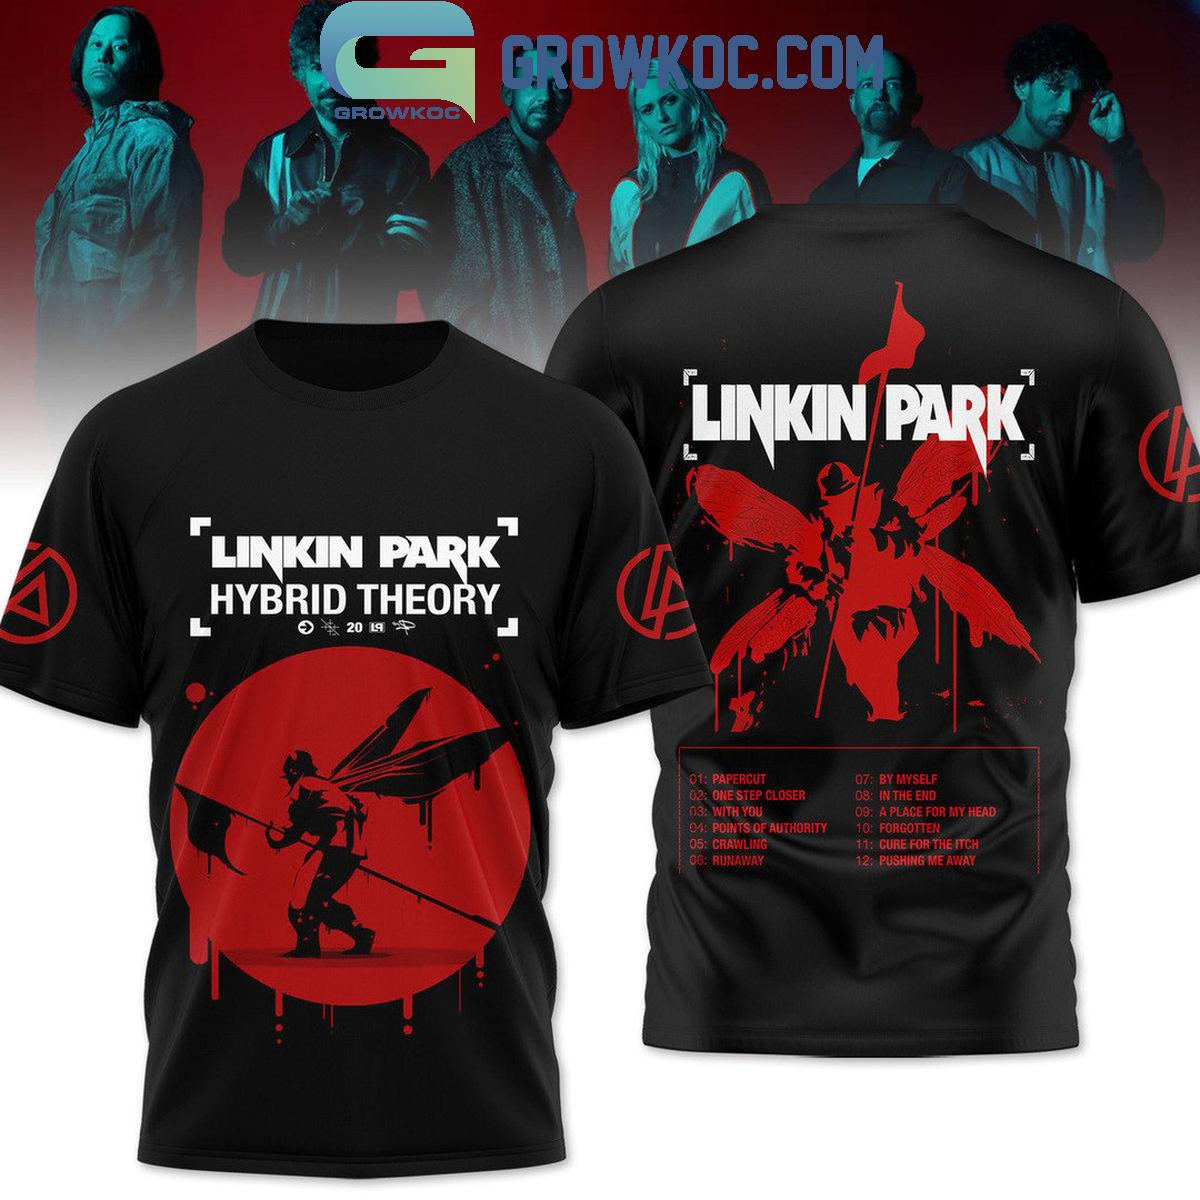 GROWKOC.COM
GROWKOC
LINKIN PARK
HYBRID THEORY
20 LP
LINKIN PARK
01: PAPERCUT
02: ONE STEP CLOSER
03: WITH YOU
04: POINTS OF AUTHORITY
05: CRAWLING
06: RUNAWAY
07: BY MYSELF
08: IN THE END
09: A PLACE FOR MY HEAD
10: FORGOTTEN
11: CURE FOR THE ITCH
12: PUSHING ME AWAY